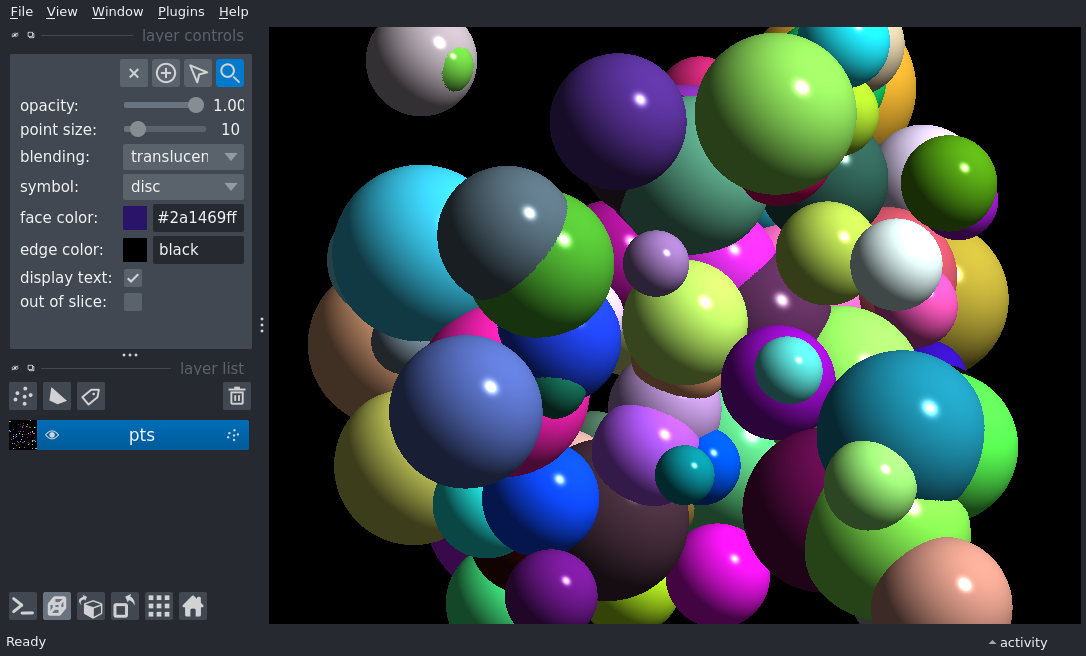 File View Window Plugins Help
layer controls
opacity: 1.00
point size: 10
blending: translucen
symbol: disc
face color: #2a1469ff
edge color: black
display text:
out of slice:
layer list
pts
Ready
activity